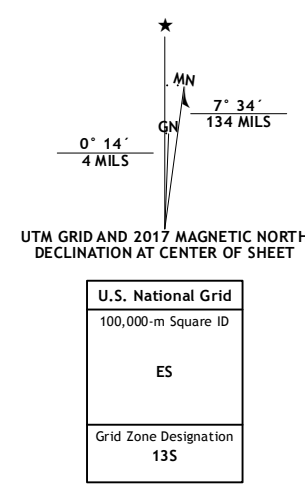 ★
MN
7° 34´
134 MILS
GN
0° 14´
4 MILS
UTM GRID AND 2017 MAGNETIC NORTH
DECLINATION AT CENTER OF SHEET
U.S. National Grid
100,000-m Square ID
ES
Grid Zone Designation
13S